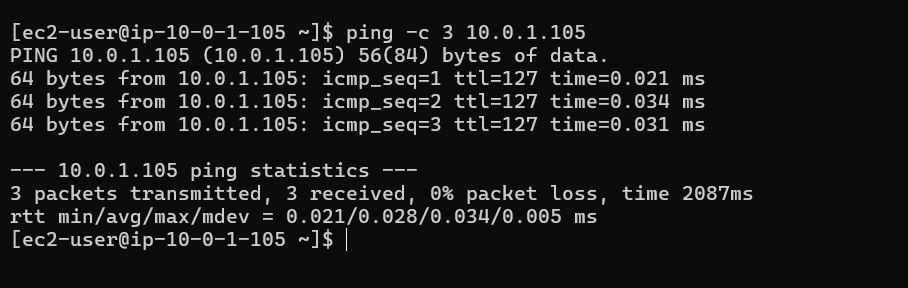 [ec2-user@ip-10-0-1-105 ~]$ ping -c 3 10.0.1.105
PING 10.0.1.105 (10.0.1.105) 56(84) bytes of data.
64 bytes from 10.0.1.105: icmp_seq=1 ttl=127 time=0.021 ms
64 bytes from 10.0.1.105: icmp_seq=2 ttl=127 time=0.034 ms
64 bytes from 10.0.1.105: icmp_seq=3 ttl=127 time=0.031 ms
--- 10.0.1.105 ping statistics ---
3 packets transmitted, 3 received, 0% packet loss, time 2087ms
rtt min/avg/max/mdev = 0.021/0.028/0.034/0.005 ms
[ec2-user@ip-10-0-1-105 ~]$